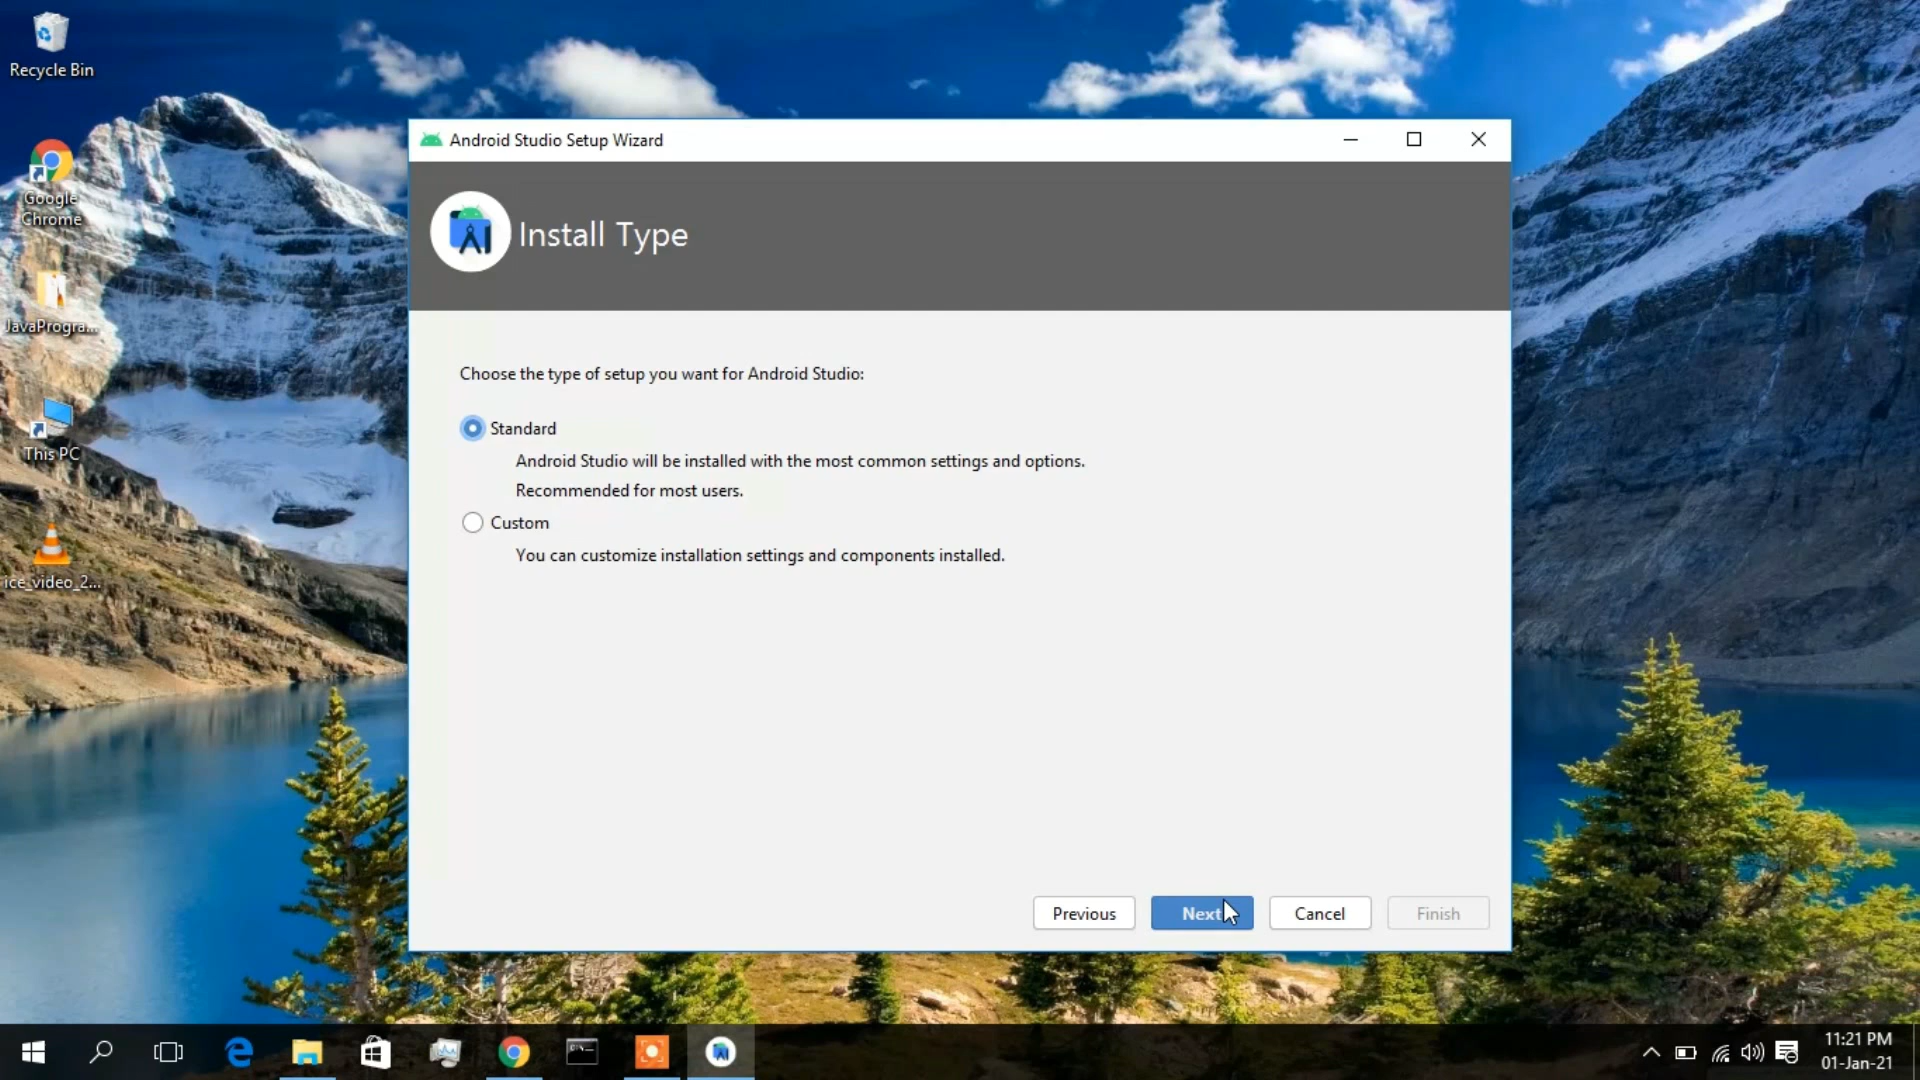 Recycle Bin
Google
Chrome
JavaProgra...
This PC
ice_video_2...
Android Studio Setup Wizard
Install Type
Choose the type of setup you want for Android Studio:
Standard
Android Studio will be installed with the most common settings and options.
Recommended for most users.
Custom
You can customize installation settings and components installed.
Previous
Next
Cancel
Finish
11:21 PM
01-Jan-21